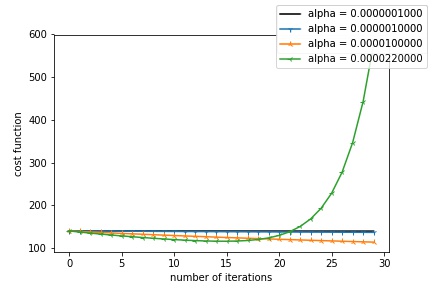 alpha = 0.0000001000
alpha = 0.0000010000
alpha = 0.0000100000
alpha = 0.0000220000
600
500
400
300
200
100
cost function
0 5 10 15 20 25 30
number of iterations